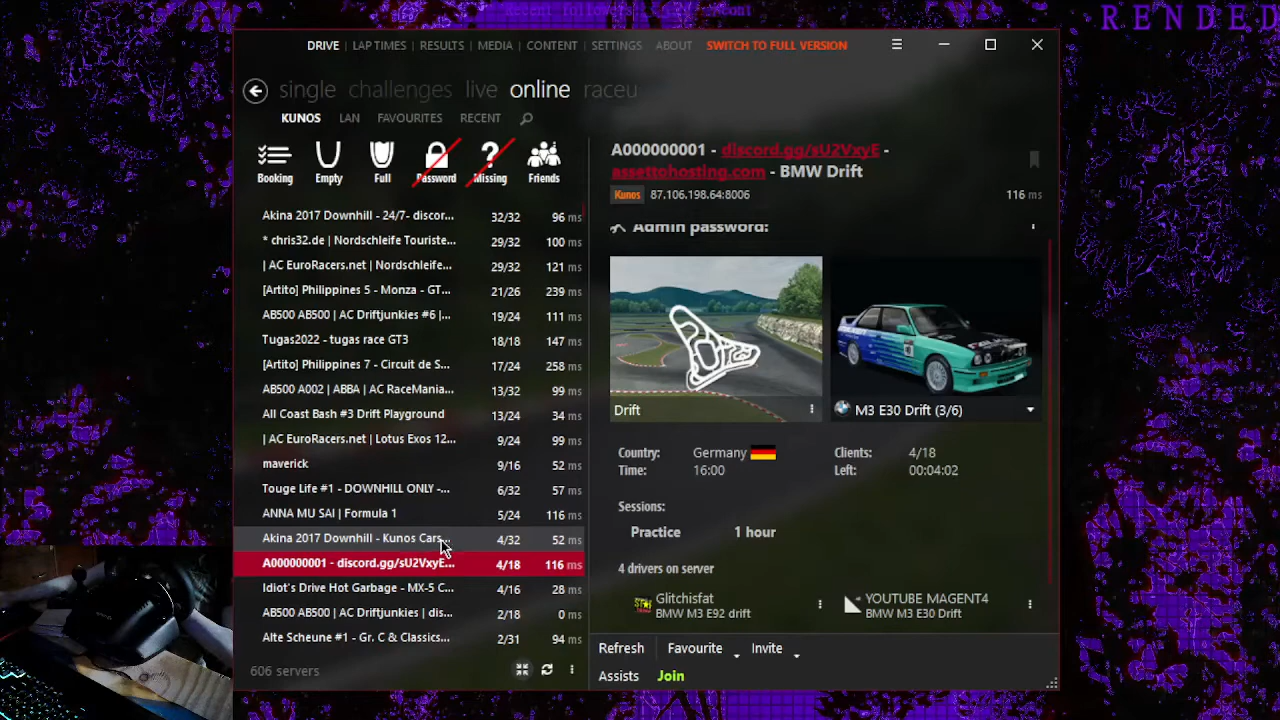 RENDED
DRIVE | LAP TIMES | RESULTS | MEDIA | CONTENT | SETTINGS | ABOUT SWITCH TO FULL VERSION
single challenges live online raceu
KUNOS LAN FAVOURITES RECENT
Booking Empty Full Password Missing Friends
Akina 2017 Downhill - 24/7- discor... 32/32 96 ms
* chris32.de | Nordschleife Touriste... 29/32 100 ms
| AC EuroRacers.net | Nordschleife... 29/32 121 ms
[Artito] Philippines 5 - Monza - GT... 21/26 239 ms
AB500 AB500 | AC Driftjunkies #6 |... 19/24 111 ms
Tugas2022 - tugas race GT3 18/18 147 ms
[Artito] Philippines 7 - Circuit de S... 17/24 258 ms
AB500 A002 | ABBA | AC RaceMania... 13/32 99 ms
All Coast Bash #3 Drift Playground 13/24 34 ms
| AC EuroRacers.net | Lotus Exos 12... 9/24 99 ms
maverick 9/16 52 ms
Touge Life #1 - DOWNHILL ONLY -... 6/32 57 ms
ANNA MU SAI | Formula 1 5/24 116 ms
Akina 2017 Downhill - Kunos Cars... 4/32 52 ms
A000000001 - discord.gg/sU2VxyE... 4/18 116 ms
Idiot's Drive Hot Garbage - MX-5 C... 4/16 28 ms
AB500 AB500 | AC Driftjunkies | dis... 2/18 0 ms
Alte Scheune #1 - Gr. C & Classics... 2/31 94 ms
606 servers
A000000001 - discord.gg/sU2VxyE -
assettohosting.com - BMW Drift
Kunos 87.106.198.64:8006 116 ms
Admin password:
Drift
M3 E30 Drift (3/6)
Country: Germany Clients: 4/18
Time: 16:00 Left: 00:04:02
Sessions:
Practice 1 hour
4 drivers on server
Glitchisfat YOUTUBE MAGENT4
BMW M3 E92 drift BMW M3 E30 Drift
Refresh Favourite Invite
Assists Join